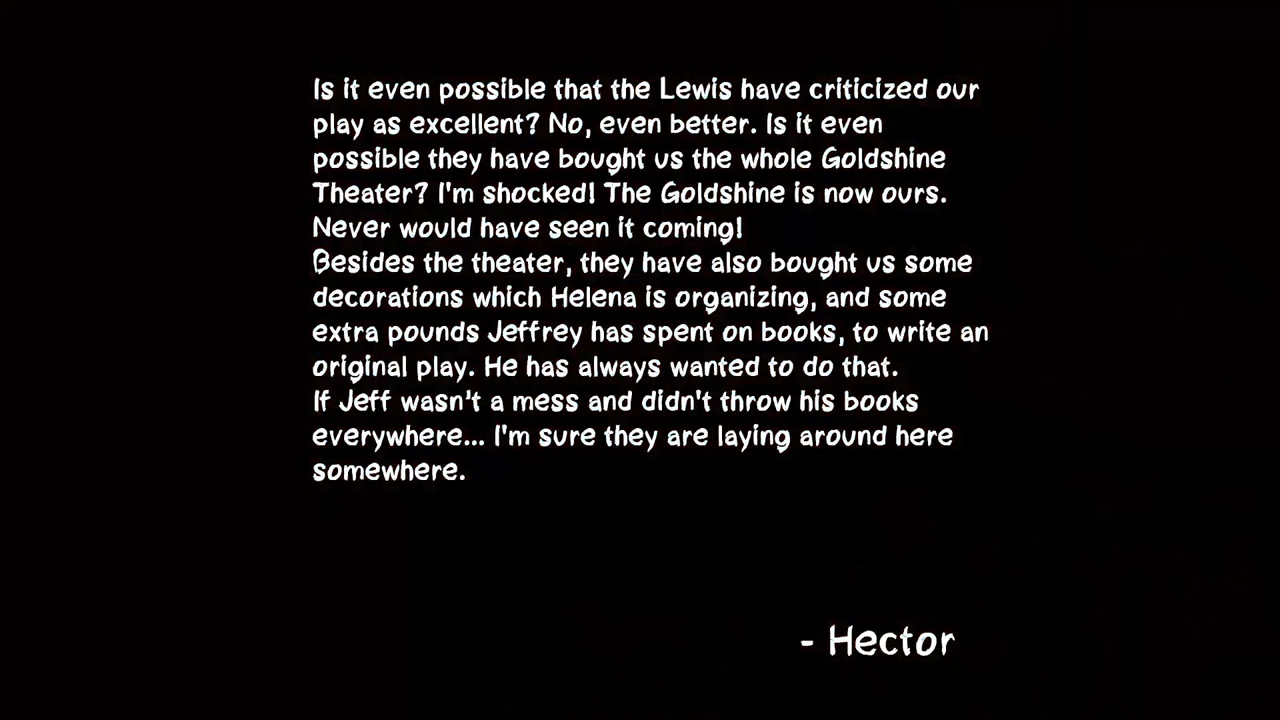 Is it even possible that the Lewis have criticized our
play as excellent? No, even better. Is it even
possible they have bought us the whole Goldshine
Theater? I'm shocked! The Goldshine is now ours.
Never would have seen it coming!
Besides the theater, they have also bought us some
decorations which Helena is organizing, and some
extra pounds Jeffrey has spent on books, to write an
original play. He has always wanted to do that.
If Jeff wasn't a mess and didn't throw his books
everywhere... I'm sure they are laying around here
somewhere.
- Hector